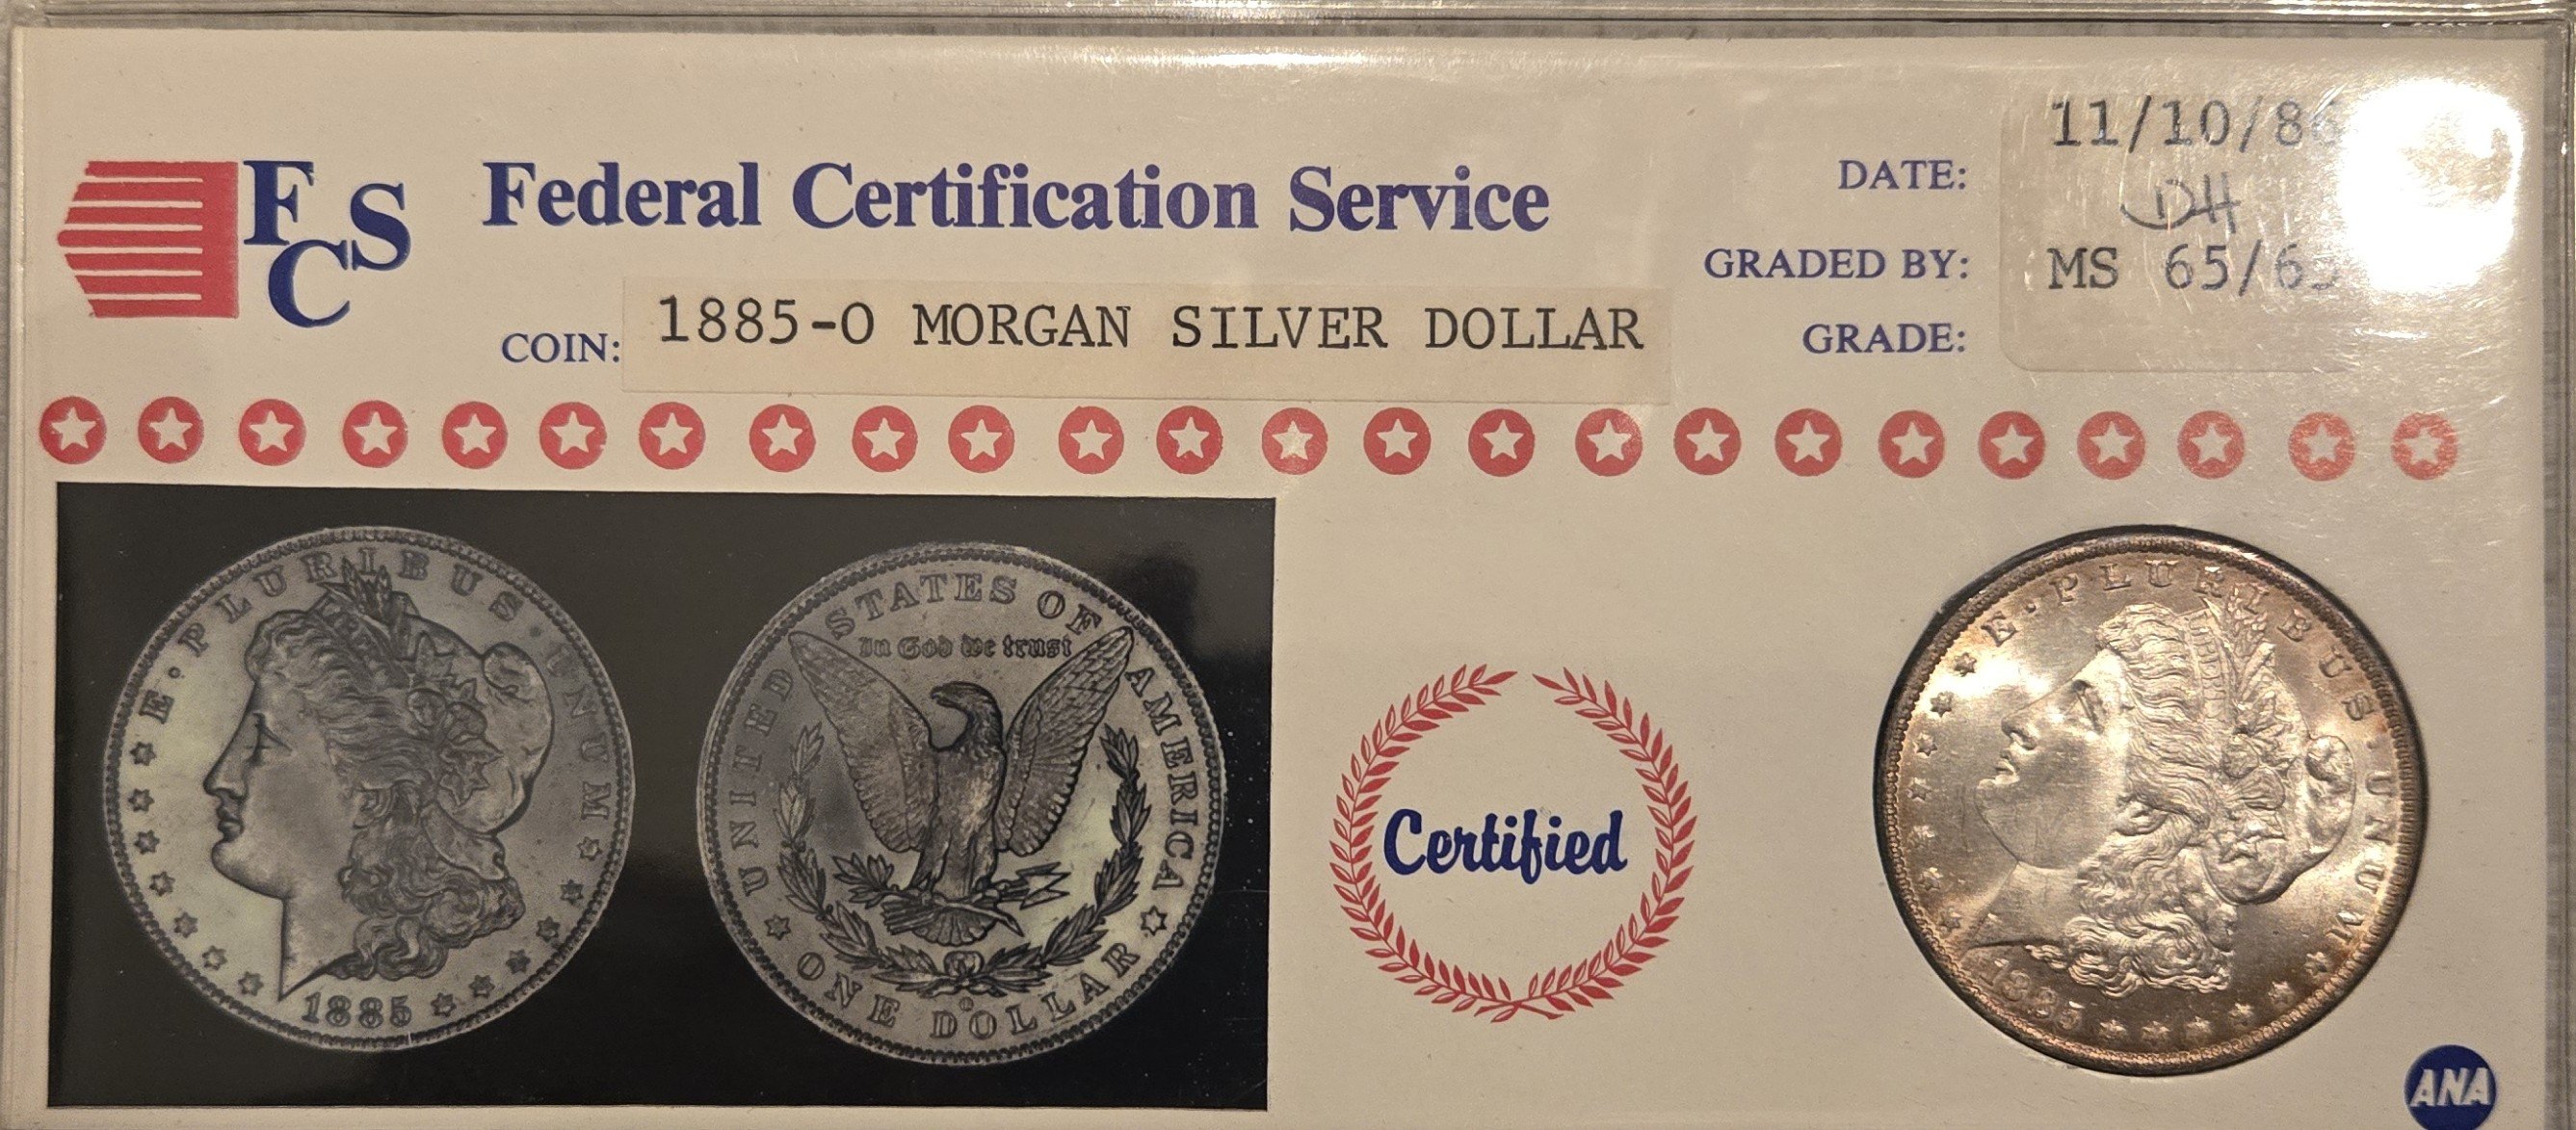 FCS
Federal Certification Service
COIN: 1885-O MORGAN SILVER DOLLAR
DATE: 11/10/86
DH
GRADED BY:
MS 65/65
GRADE:
E·PLURIBUS·UNUM
1885
UNITED STATES OF AMERICA
In God we trust
ONE DOLLAR
O
Certified
E·PLURIBUS·UNUM
1885
ANA